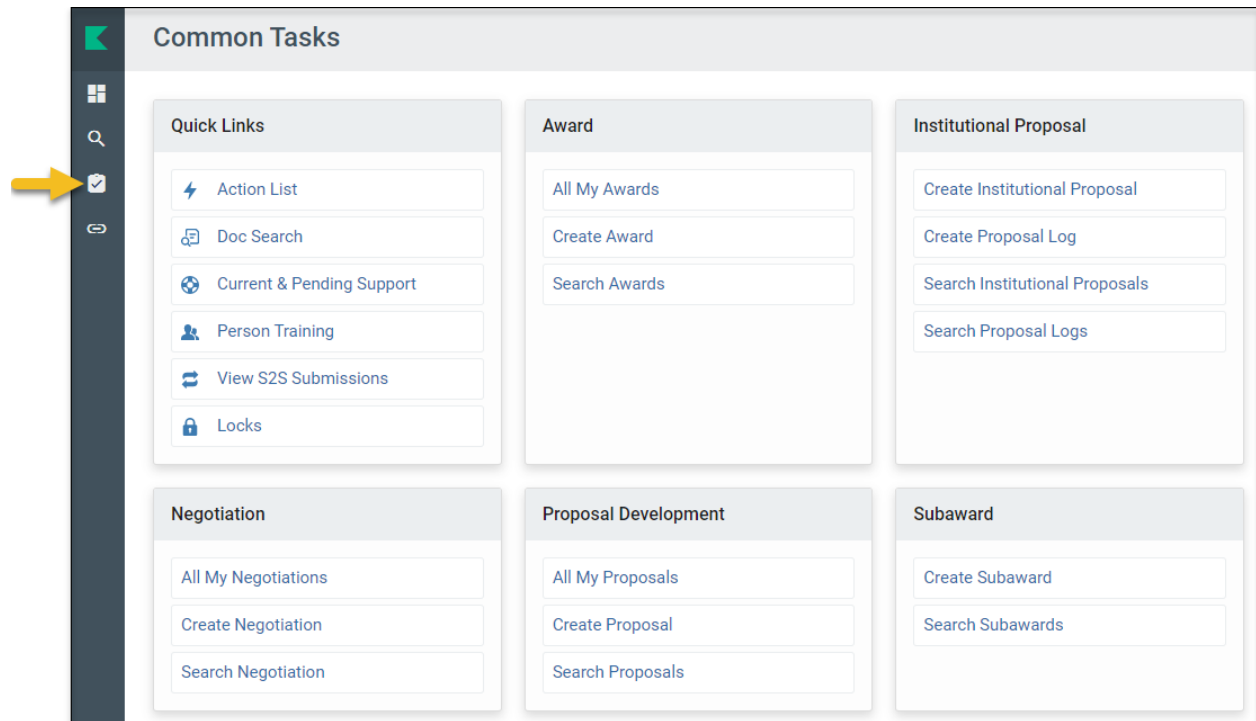 Common Tasks
Quick Links
Action List
Doc Search
Current & Pending Support
Person Training
View S2S Submissions
Locks
Award
All My Awards
Create Award
Search Awards
Institutional Proposal
Create Institutional Proposal
Create Proposal Log
Search Institutional Proposals
Search Proposal Logs
Negotiation
All My Negotiations
Create Negotiation
Search Negotiation
Proposal Development
All My Proposals
Create Proposal
Search Proposals
Subaward
Create Subaward
Search Subawards